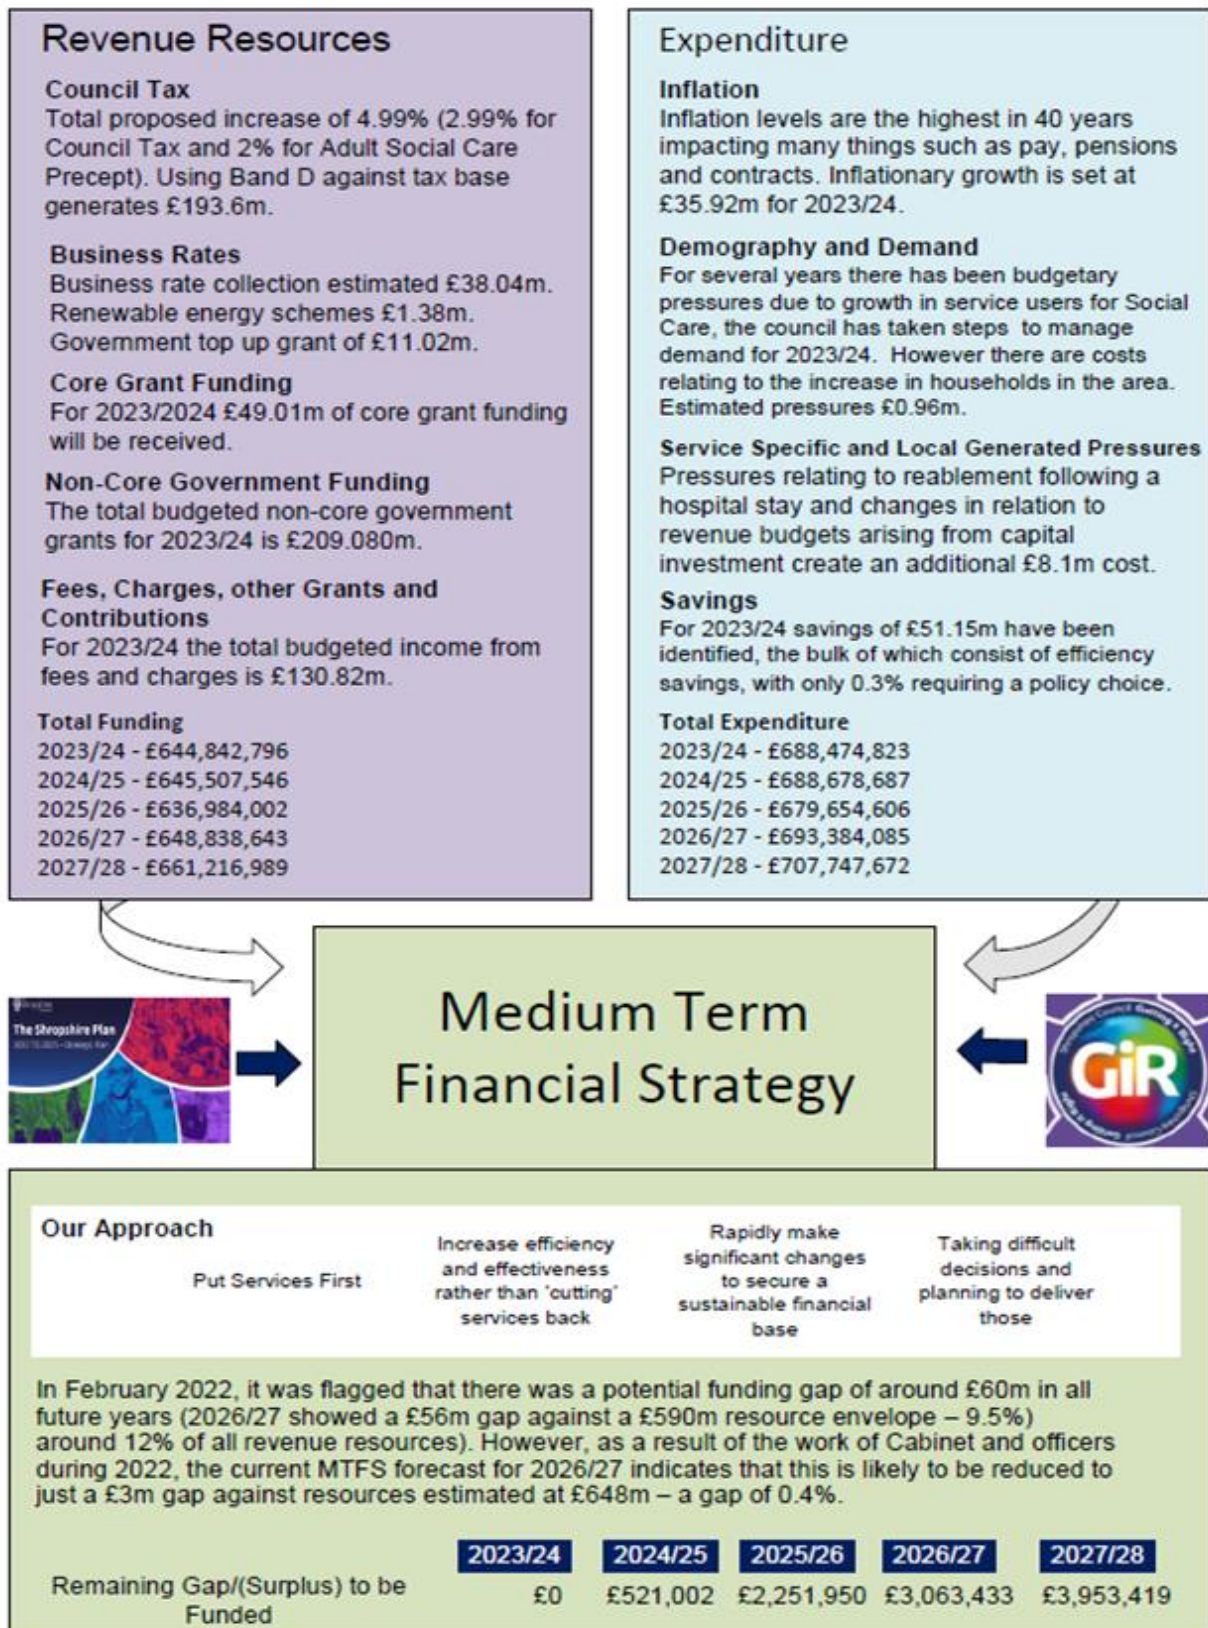 Revenue Resources
Council Tax
Total proposed increase of 4.99% (2.99% for
Council Tax and 2% for Adult Social Care
Precept). Using Band D against tax base
generates £193.6m.
Business Rates
Business rate collection estimated £38.04m.
Renewable energy schemes £1.38m.
Government top up grant of £11.02m.
Core Grant Funding
For 2023/2024 £49.01m of core grant funding
will be received.
Non-Core Government Funding
The total budgeted non-core government
grants for 2023/24 is £209.080m.
Fees, Charges, other Grants and
Contributions
For 2023/24 the total budgeted income from
fees and charges is £130.82m.
Total Funding
2023/24 - £644,842,796
2024/25 - £645,507,546
2025/26 - £636,984,002
2026/27 - £648,838,643
2027/28 - £661,216,989
Expenditure
Inflation
Inflation levels are the highest in 40 years
impacting many things such as pay, pensions
and contracts. Inflationary growth is set at
£35.92m for 2023/24.
Demography and Demand
For several years there has been budgetary
pressures due to growth in service users for Social
Care, the council has taken steps to manage
demand for 2023/24. However there are costs
relating to the increase in households in the area.
Estimated pressures £0.96m.
Service Specific and Local Generated Pressures
Pressures relating to reablement following a
hospital stay and changes in relation to
revenue budgets arising from capital
investment create an additional £8.1m cost.
Savings
For 2023/24 savings of £51.15m have been
identified, the bulk of which consist of efficiency
savings, with only 0.3% requiring a policy choice.
Total Expenditure
2023/24 - £688,474,823
2024/25 - £688,678,687
2025/26 - £679,654,606
2026/27 - £693,384,085
2027/28 - £707,747,672
The Shropshire Plan
Medium Term
Financial Strategy
Shropshire Council Getting it Right
GiR
Shropshire Council Getting it Right
Our Approach
Put Services First
Increase efficiency
and effectiveness
rather than 'cutting'
services back
Rapidly make
significant changes
to secure a
sustainable financial
base
Taking difficult
decisions and
planning to deliver
those
In February 2022, it was flagged that there was a potential funding gap of around £60m in all
future years (2026/27 showed a £56m gap against a £590m resource envelope – 9.5%)
around 12% of all revenue resources). However, as a result of the work of Cabinet and officers
during 2022, the current MTFS forecast for 2026/27 indicates that this is likely to be reduced to
just a £3m gap against resources estimated at £648m – a gap of 0.4%.
2023/24 2024/25 2025/26 2026/27 2027/28
Remaining Gap/(Surplus) to be
Funded
£0 £521,002 £2,251,950 £3,063,433 £3,953,419